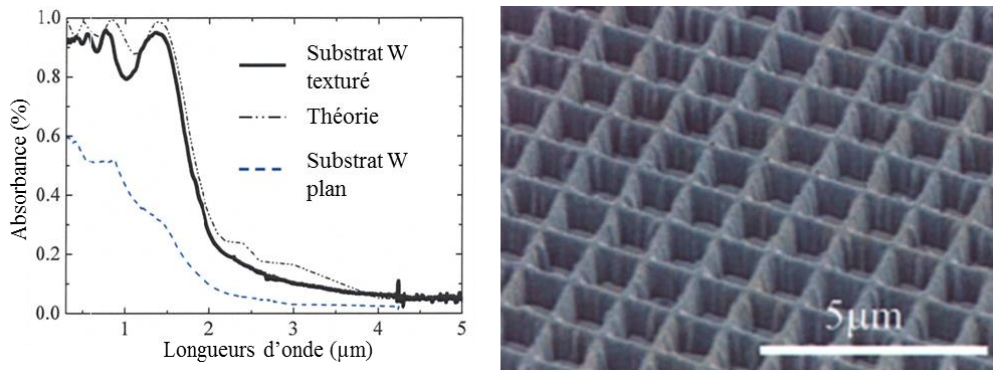 1.0
0.8
0.6
0.4
0.2
0.0
Absorbance (%)
Substrat W
texturé
Théorie
Substrat W
plan
1 2 3 4 5
Longueurs d’onde (µm)
5µm